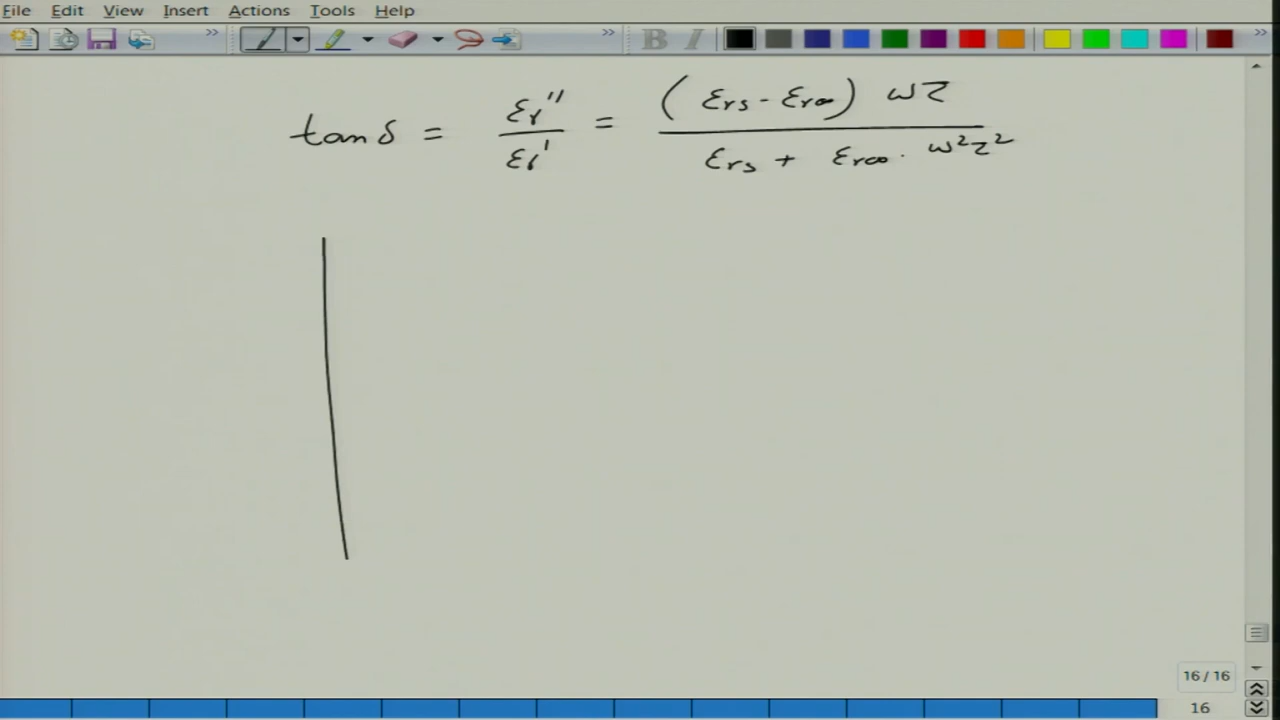 File Edit View Insert Actions Tools Help
B I
tan δ = εr'' / εr' = (εrs - εr∞) ωτ / εrs + εr∞ · ω²τ²
16 / 16
16